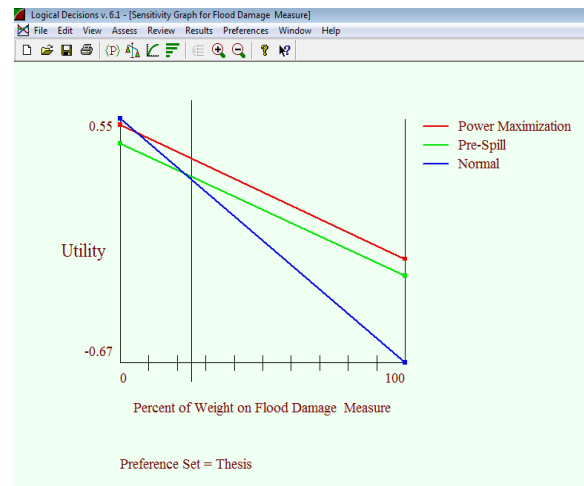 Logical Decisions v. 6.1 - [Sensitivity Graph for Flood Damage  Measure]
File Edit View Assess Review Results Preferences Window Help
{P}
0.55
Power Maximization
Pre-Spill
Normal
Utility
-0.67
0 100
Percent of Weight on Flood Damage  Measure
Preference Set = Thesis